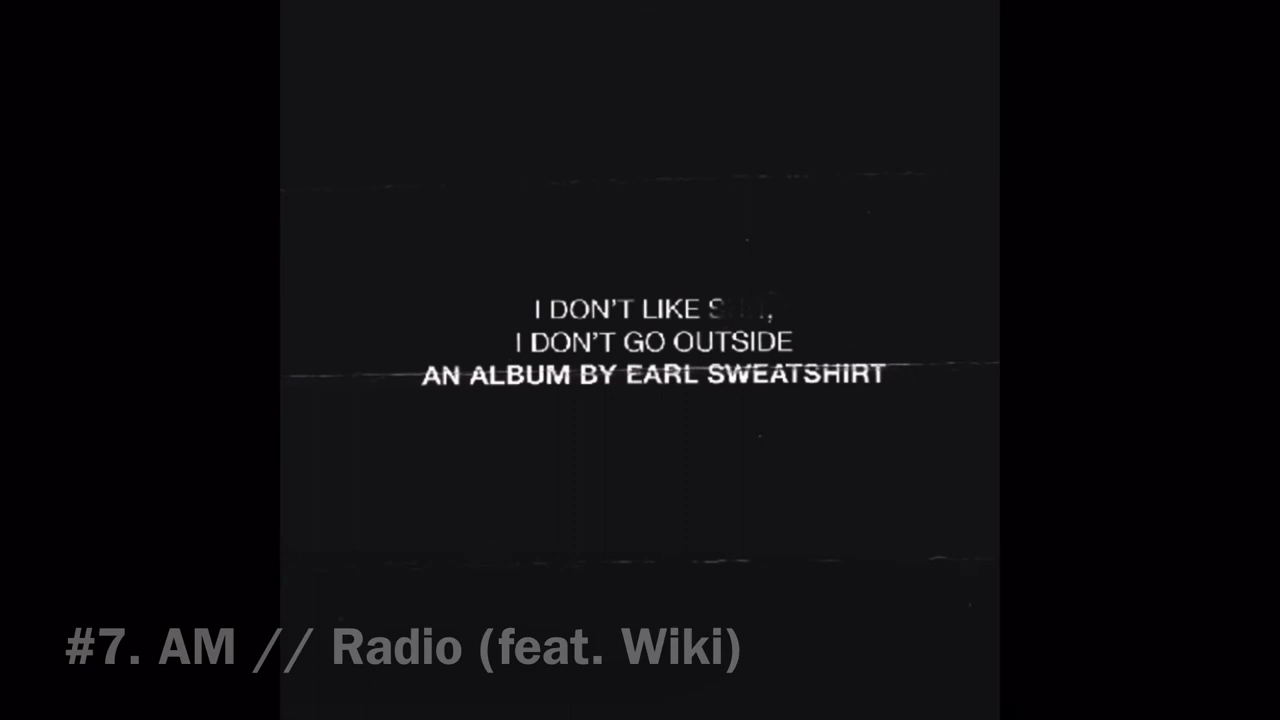 I DON'T LIKE S
I DON'T GO OUTSIDE
AN ALBUM BY EARL SWEATSHIRT
#7. AM // Radio (feat. Wiki)